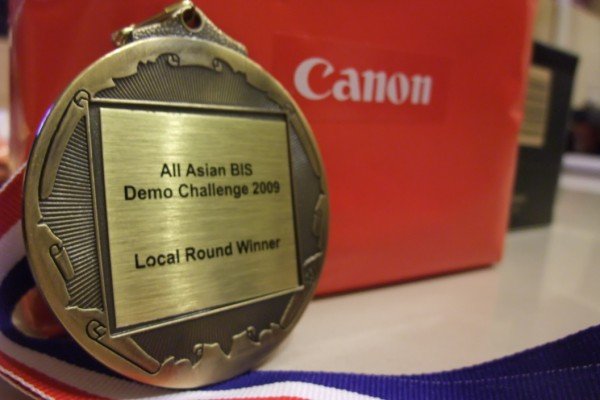 All Asian BIS
Demo Challenge 2009
Local Round Winner
Canon